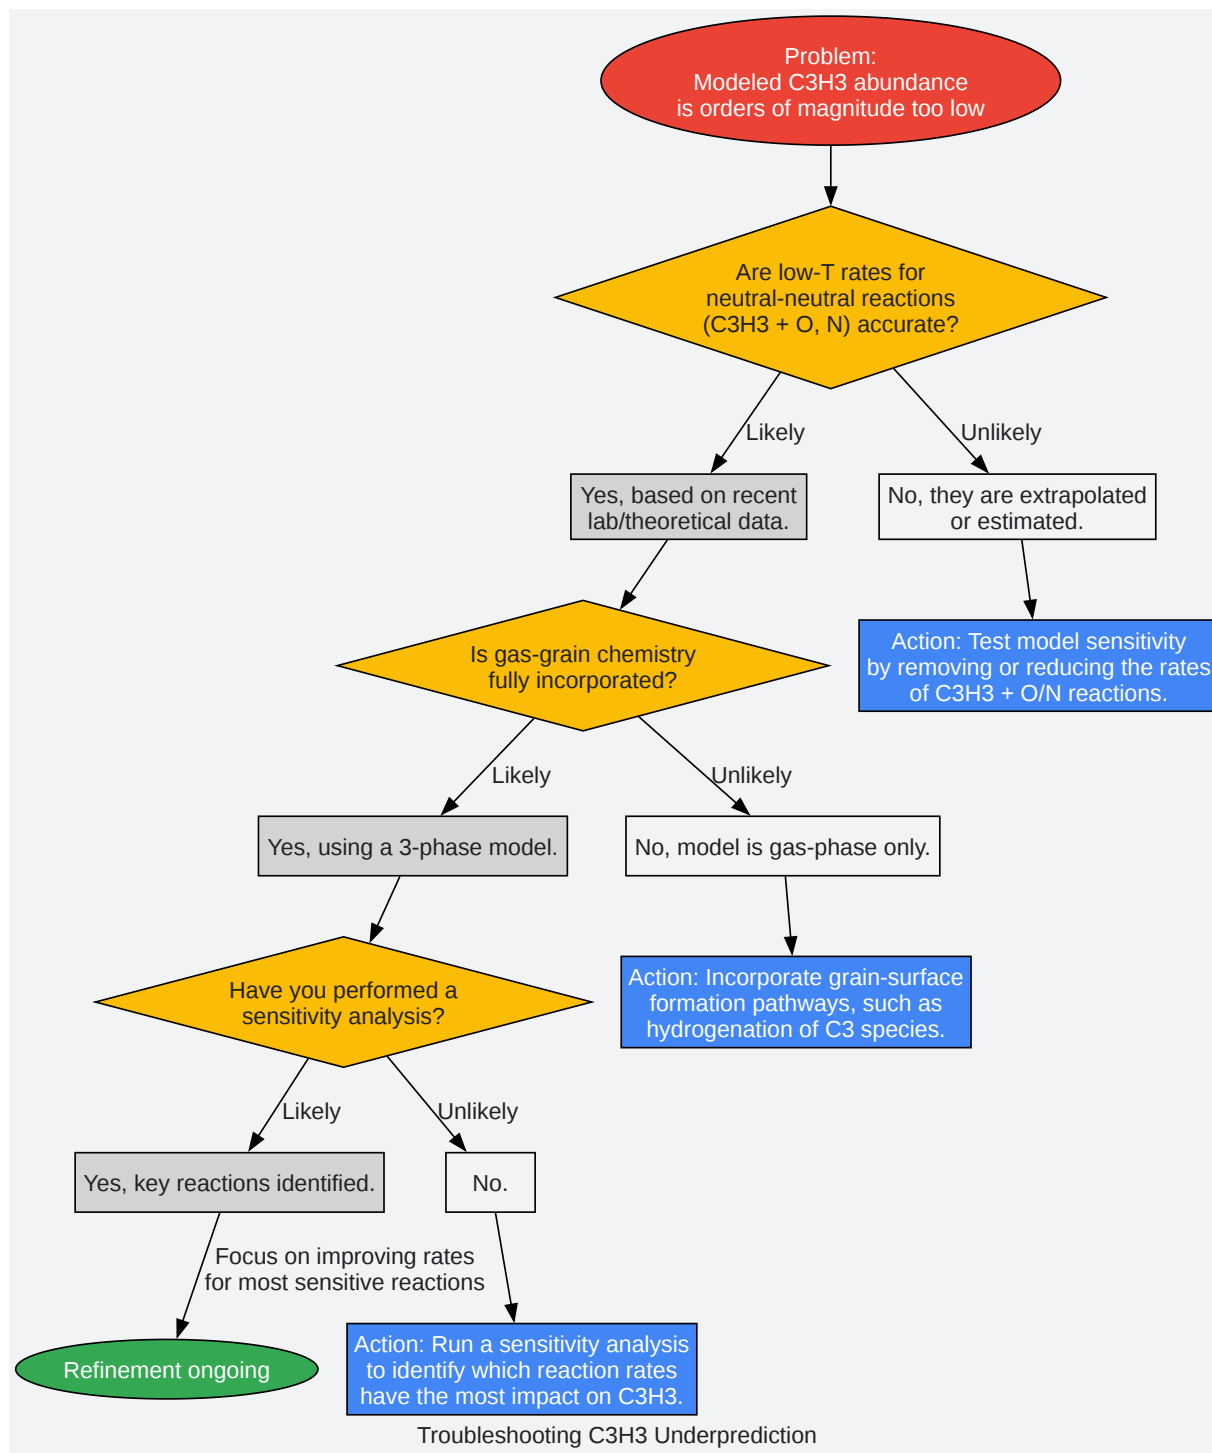 Problem:
Modeled C3H3 abundance
is orders of magnitude too low
Are low-T rates for
neutral-neutral reactions
(C3H3 + O, N) accurate?
Likely
Unlikely
Yes, based on recent
lab/theoretical data.
No, they are extrapolated
or estimated.
Is gas-grain chemistry
fully incorporated?
Action: Test model sensitivity
by removing or reducing the rates
of C3H3 + O/N reactions.
Likely
Unlikely
Yes, using a 3-phase model.
No, model is gas-phase only.
Have you performed a
sensitivity analysis?
Action: Incorporate grain-surface
formation pathways, such as
hydrogenation of C3 species.
Likely
Unlikely
Yes, key reactions identified.
No.
Focus on improving rates
for most sensitive reactions
Refinement ongoing
Action: Run a sensitivity analysis
to identify which reaction rates
have the most impact on C3H3.
Troubleshooting C3H3 Underprediction